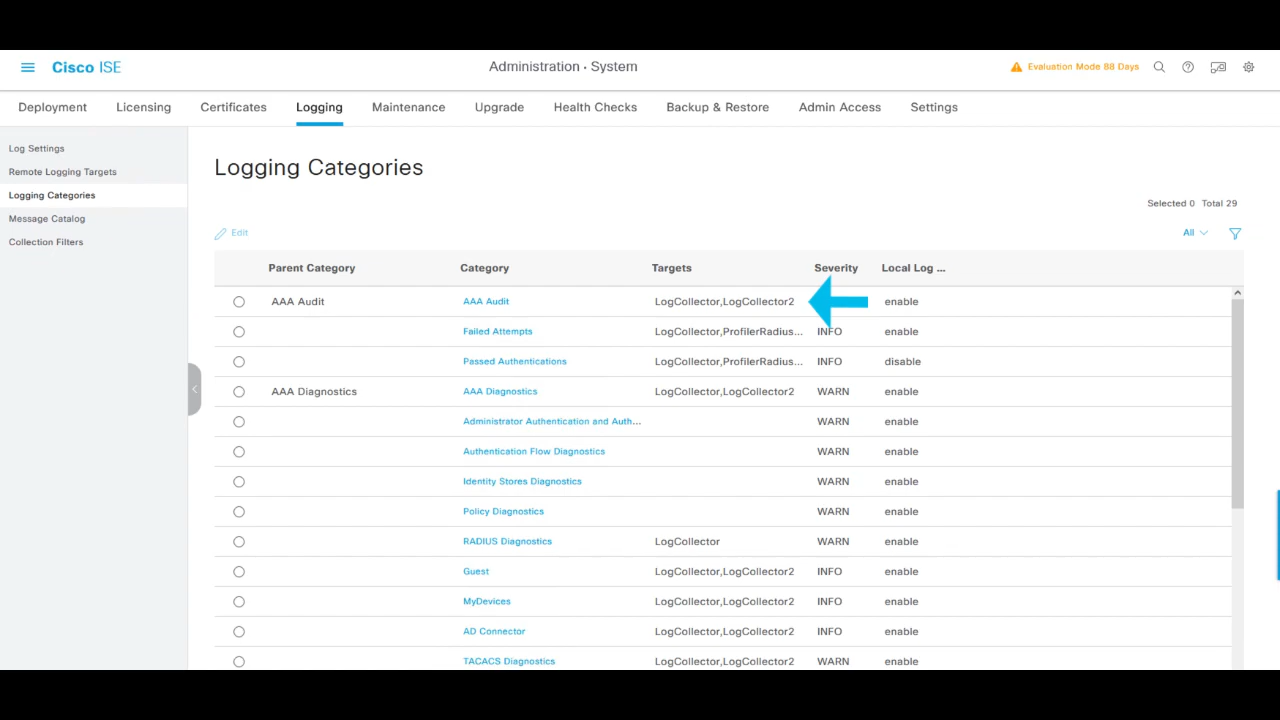 Cisco ISE
Administration · System
Evaluation Mode 88 Days
Deployment Licensing Certificates Logging Maintenance Upgrade Health Checks Backup & Restore Admin Access Settings
Log Settings
Remote Logging Targets
Logging Categories
Message Catalog
Collection Filters
Logging Categories
Selected 0 Total 29
Edit
All
Parent Category Category Targets Severity Local Log ...
AAA Audit AAA Audit LogCollector,LogCollector2 enable
Failed Attempts LogCollector,ProfilerRadius... INFO enable
Passed Authentications LogCollector,ProfilerRadius... INFO disable
AAA Diagnostics AAA Diagnostics LogCollector,LogCollector2 WARN enable
Administrator Authentication and Auth... WARN enable
Authentication Flow Diagnostics WARN enable
Identity Stores Diagnostics WARN enable
Policy Diagnostics WARN enable
RADIUS Diagnostics LogCollector WARN enable
Guest LogCollector,LogCollector2 INFO enable
MyDevices LogCollector,LogCollector2 INFO enable
AD Connector LogCollector,LogCollector2 INFO enable
TACACS Diagnostics LogCollector,LogCollector2 WARN enable